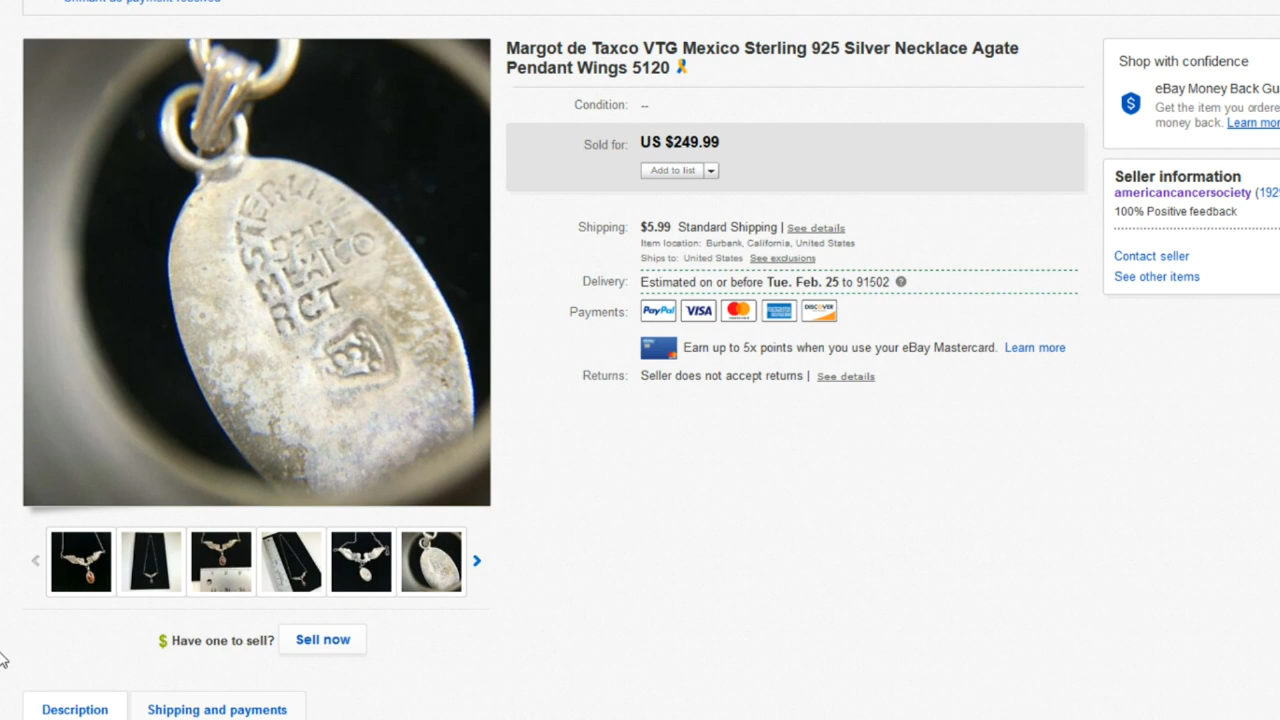 Unmark as payment received
Margot de Taxco VTG Mexico Sterling 925 Silver Necklace Agate
Pendant Wings 5120
Condition: --
Sold for: US $249.99
Add to list
Shipping: $5.99 Standard Shipping | See details
Item location: Burbank, California, United States
Ships to: United States See exclusions
Delivery: Estimated on or before Tue. Feb. 25 to 91502
Payments: PayPal VISA MasterCard DISCOVER
Earn up to 5x points when you use your eBay Mastercard. Learn more
Returns: Seller does not accept returns | See details
Shop with confidence
eBay Money Back Gu
Get the item you ordere
money back. Learn mor
Seller information
americancancersociety (192
100% Positive feedback
Contact seller
See other items
STERLING
925
MEXICO
$ Have one to sell? Sell now
Description
Shipping and payments